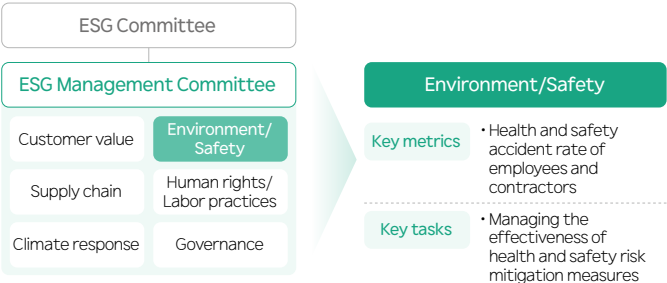 ESG Committee
ESG Management Committee
Customer value
Environment/
Safety
Supply chain
Human rights/
Labor practices
Climate response
Governance
Environment/Safety
Key metrics
• Health and safety
accident rate of
employees and
contractors
Key tasks
• Managing the
effectiveness of
health and safety risk
mitigation measures